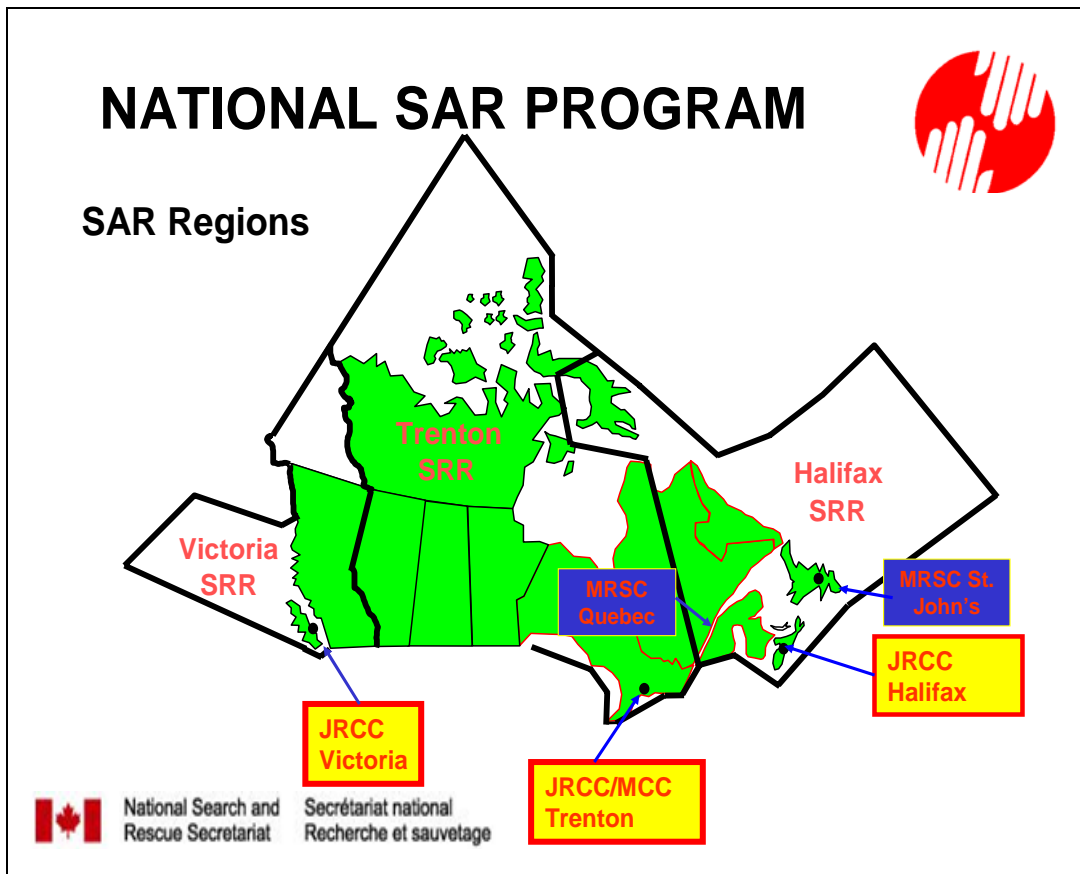 NATIONAL SAR PROGRAM
SAR Regions
Trenton
SRR
Halifax
SRR
Victoria
SRR
MRSC
Quebec
MRSC St.
John's
JRCC
Halifax
JRCC
Victoria
JRCC/MCC
Trenton
National Search and
Rescue Secretariat
Secrétariat national
Recherche et sauvetage